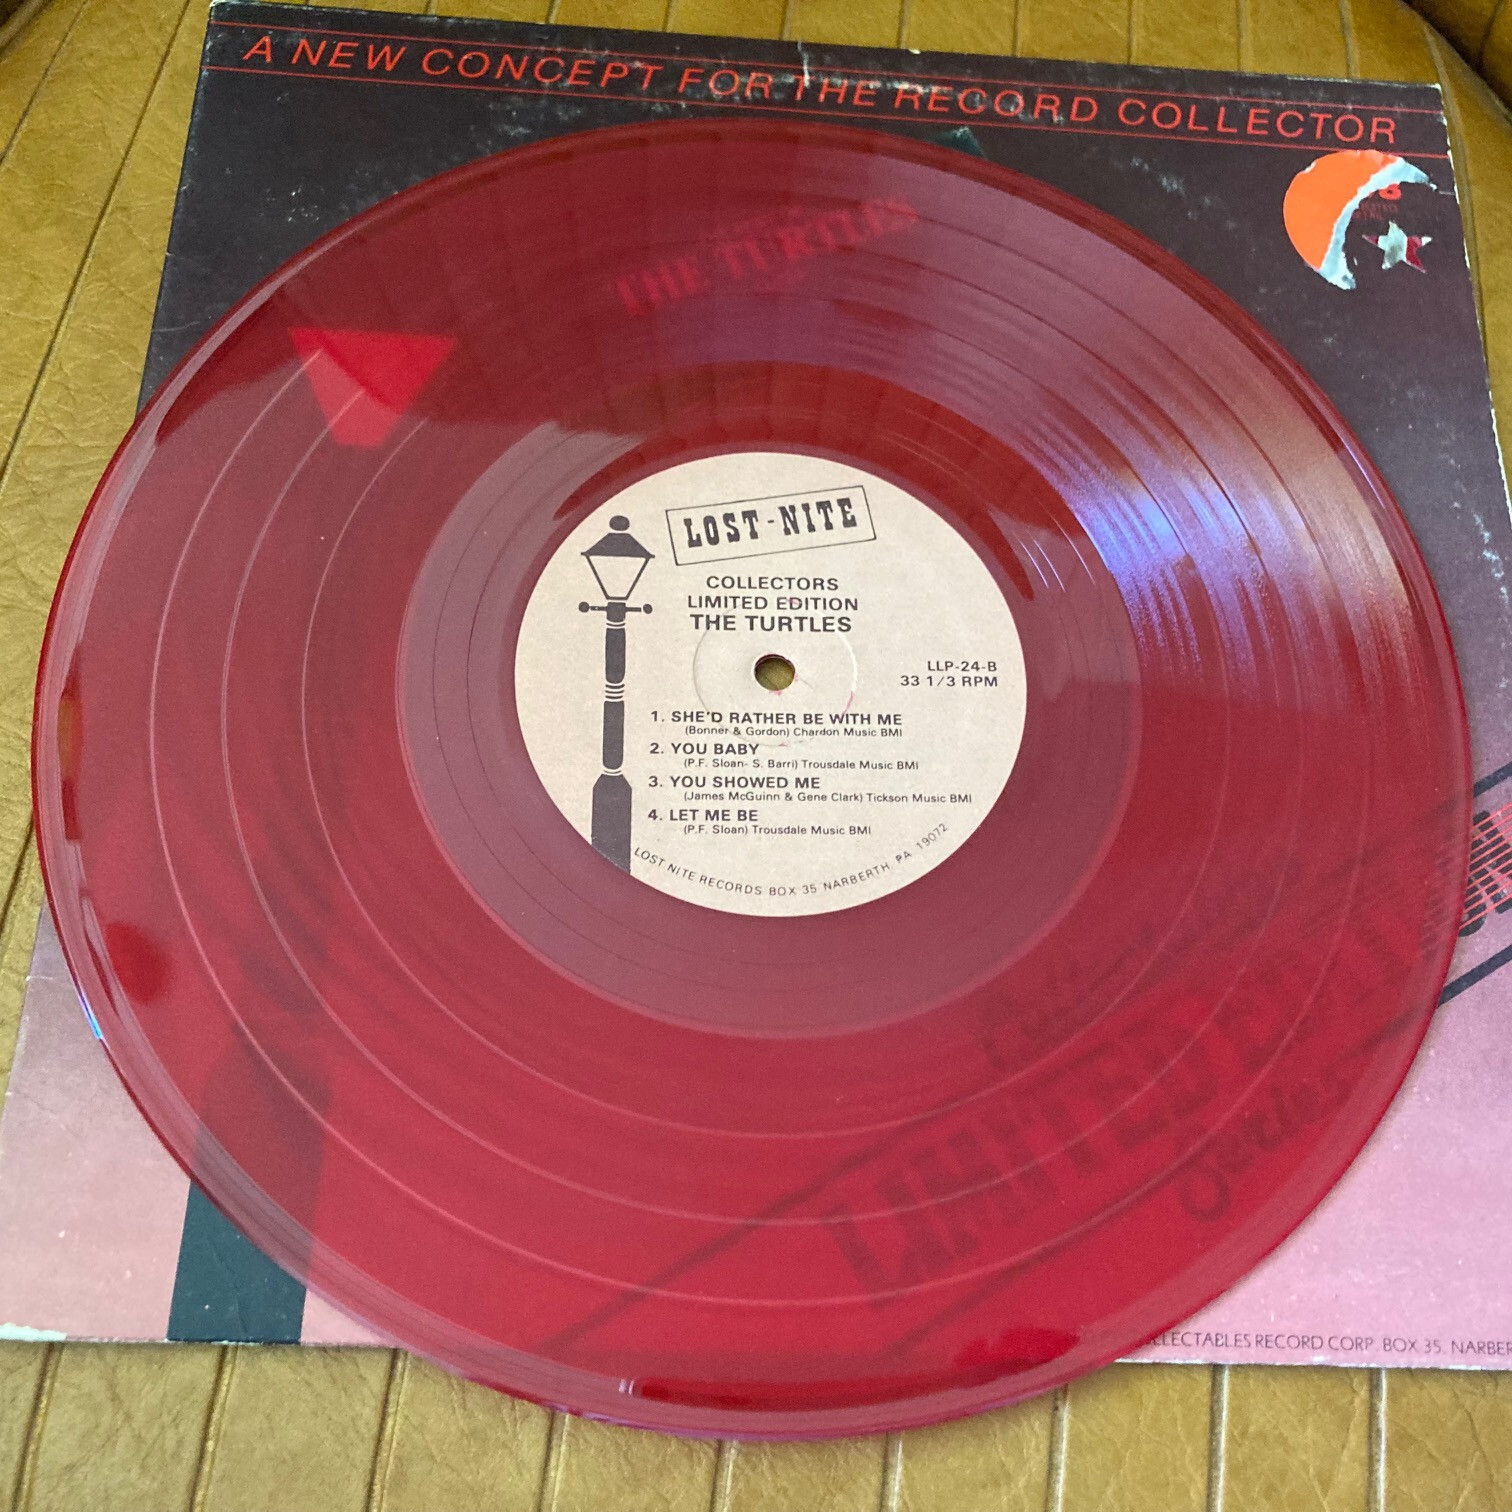 A NEW CONCEPT FOR THE RECORD COLLECTOR
THE TURTLES
LOST-NITE
COLLECTORS
LIMITED EDITION
THE TURTLES
LLP-24-B
33 1/3 RPM
1. SHE'D RATHER BE WITH ME
(Bonner & Gordon) Chardon Music BMI
2. YOU BABY
(P.F. Sloan- S. Barri) Trousdale Music BMI
3. YOU SHOWED ME
(James McGuinn & Gene Clark) Tickson Music BMI
4. LET ME BE
(P.F. Sloan) Trousdale Music BMI
LOST NITE RECORDS BOX 35 NARBERTH, PA 19072
LIMITED
Series
RECORD CORP. BOX 35,